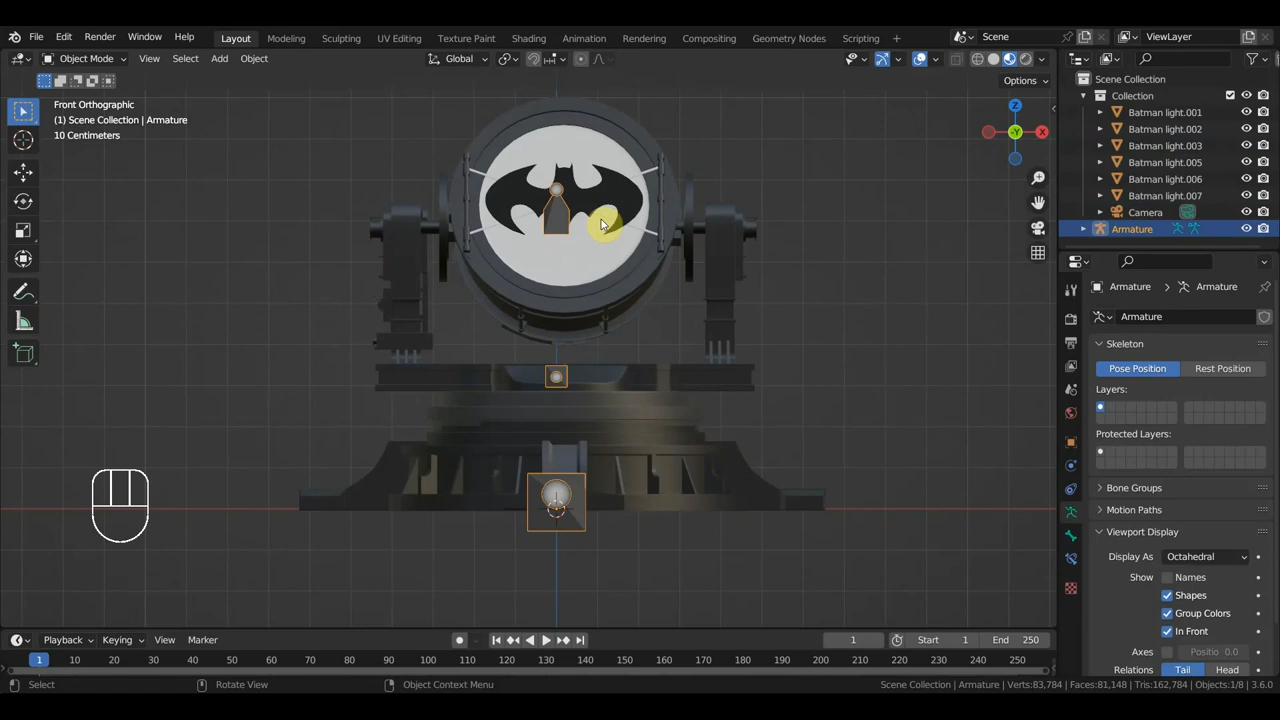 File Edit Render Window Help Layout Modeling Sculpting UV Editing Texture Paint Shading Animation Rendering Compositing Geometry Nodes Scripting + Scene ViewLayer
Object Mode View Select Add Object Global
Options
Front Orthographic
(1) Scene Collection | Armature
10 Centimeters
Z
X
-Y
Scene Collection
Collection
Batman light.001
Batman light.002
Batman light.003
Batman light.005
Batman light.006
Batman light.007
Camera
Armature
Armature > Armature
Armature
Skeleton
Pose Position Rest Position
Layers:
Protected Layers:
Bone Groups
Motion Paths
Viewport Display
Display As Octahedral
Show Names
Shapes
Group Colors
In Front
Axes Positio 0.0
Relations Tail Head
Playback Keying View Marker 1 Start 1 End 250
1 10 20 30 40 50 60 70 80 90 100 110 120 130 140 150 160 170 180 190 200 210 220 230 240 250
Select Rotate View Object Context Menu Scene Collection | Armature | Verts:83,784 | Faces:81,148 | Tris:162,784 | Objects:1/8 | 3.6.0